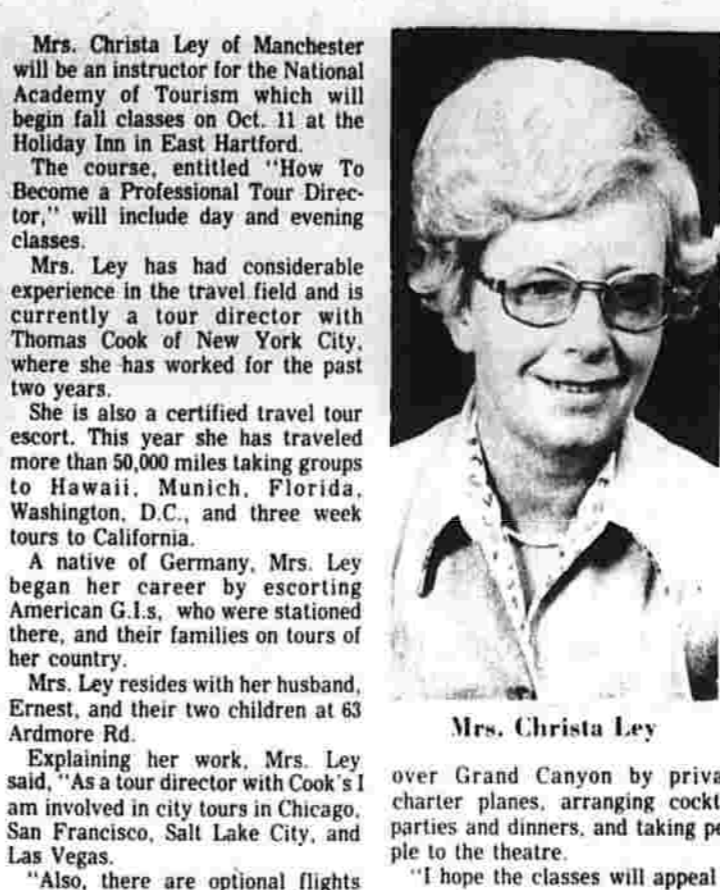 Mrs. Christa Ley of Manchester
will be an instructor for the National
Academy of Tourism which will
begin fall classes on Oct. 11 at the
Holiday Inn in East Hartford.
The course, entitled "How To
Become a Professional Tour Direc-
tor," will include day and evening
classes.
Mrs. Ley has had considerable
experience in the travel field and is
currently a tour director with
Thomas Cook of New York City,
where she has worked for the past
two years.
She is also a certified travel tour
escort. This year she has traveled
more than 50,000 miles taking groups
to Hawaii, Munich, Florida,
Washington, D.C., and three week
tours to California.
A native of Germany, Mrs. Ley
began her career by escorting
American G.I.s, who were stationed
there, and their families on tours of
her country.
Mrs. Ley resides with her husband,
Ernest, and their two children at 63
Ardmore Rd.
Explaining her work, Mrs. Ley
said, "As a tour director with Cook's I
am involved in city tours in Chicago,
San Francisco, Salt Lake City, and
Las Vegas.
"Also, there are optional flights
Mrs. Christa Ley
over Grand Canyon by priva
charter planes, arranging cockt
parties and dinners, and taking pe
ple to the theatre.
"I hope the classes will appeal